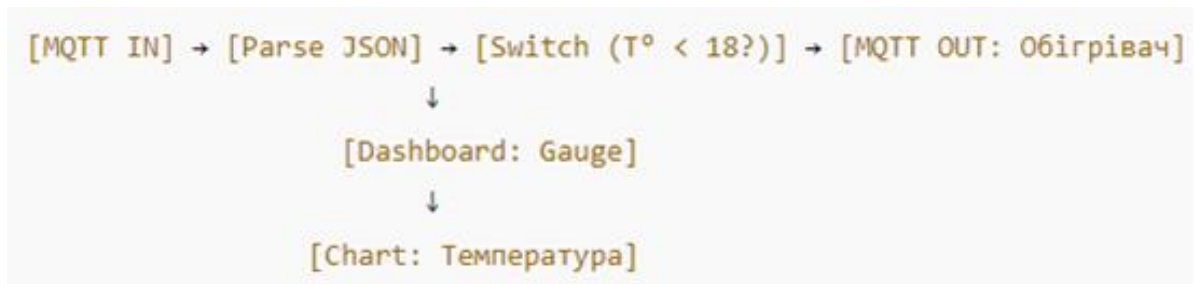 [MQTT IN] → [Parse JSON] → [Switch (T° < 18?)] → [MQTT OUT: Обігрівач]
↓
[Dashboard: Gauge]
↓
[Chart: Температура]